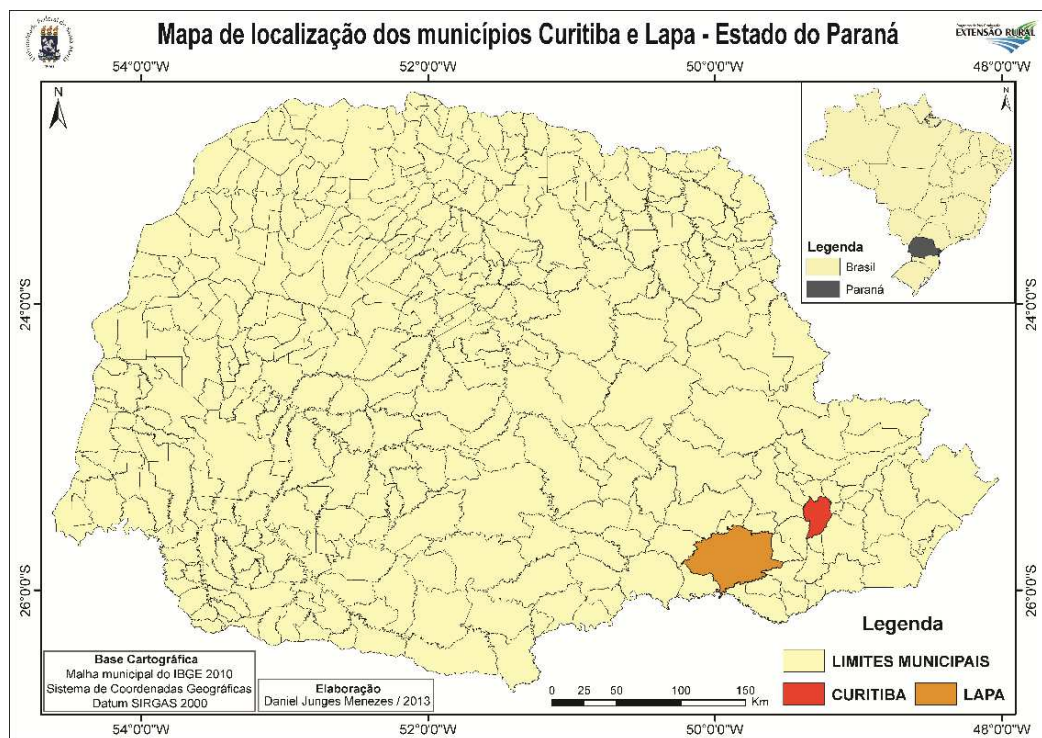 Mapa de localização dos municípios Curitiba e Lapa - Estado do Paraná
EXTENSÃO RURAL
54°0'0"W 52°0'0"W 50°0'0"W 48°0'0"W
N
N
Legenda
Brasil
Paraná
24°0'0"S
24°0'0"S
26°0'0"S
26°0'0"S
Legenda
LIMITES MUNICIPAIS
CURITIBA
LAPA
Base Cartográfica
Malha municipal do IBGE 2010
Sistema de Coordenadas Geográficas
Datum SIRGAS 2000
Elaboração
Daniel Junges Menezes / 2013
0 25 50 100 150
Km
54°0'0"W 52°0'0"W 50°0'0"W 48°0'0"W